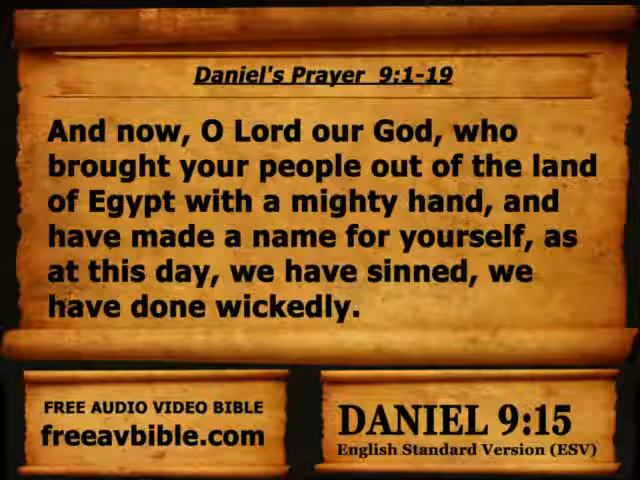 Daniel's Prayer 9:1-19
And now, O Lord our God, who
brought your people out of the land
of Egypt with a mighty hand, and
have made a name for yourself, as
at this day, we have sinned, we
have done wickedly.
FREE AUDIO VIDEO BIBLE
freeavbible.com
DANIEL 9:15
English Standard Version (ESV)